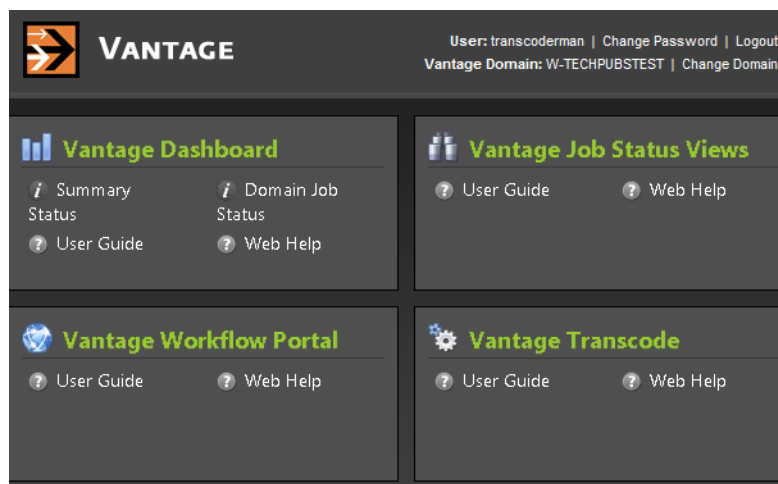 VANTAGE
User: transcoderman | Change Password | Logout
Vantage Domain: W-TECHPUBSTEST | Change Domain
Vantage Dashboard
Summary Status
Domain Job Status
User Guide
Web Help
Vantage Job Status Views
User Guide
Web Help
Vantage Workflow Portal
User Guide
Web Help
Vantage Transcode
User Guide
Web Help